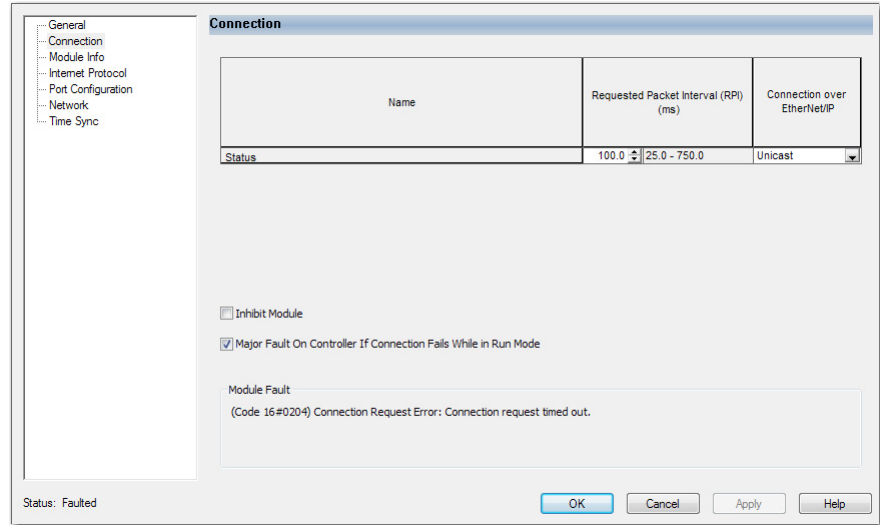 General
Connection
Module Info
Internet Protocol
Port Configuration
Network
Time Sync
Connection
Name
Requested Packet Interval (RPI)
(ms)
Connection over
EtherNet/IP
Status
100.0
25.0 - 750.0
Unicast
Inhibit Module
Major Fault On Controller If Connection Fails While in Run Mode
Module Fault
(Code 16#0204) Connection Request Error: Connection request timed out.
Status: Faulted
OK
Cancel
Apply
Help